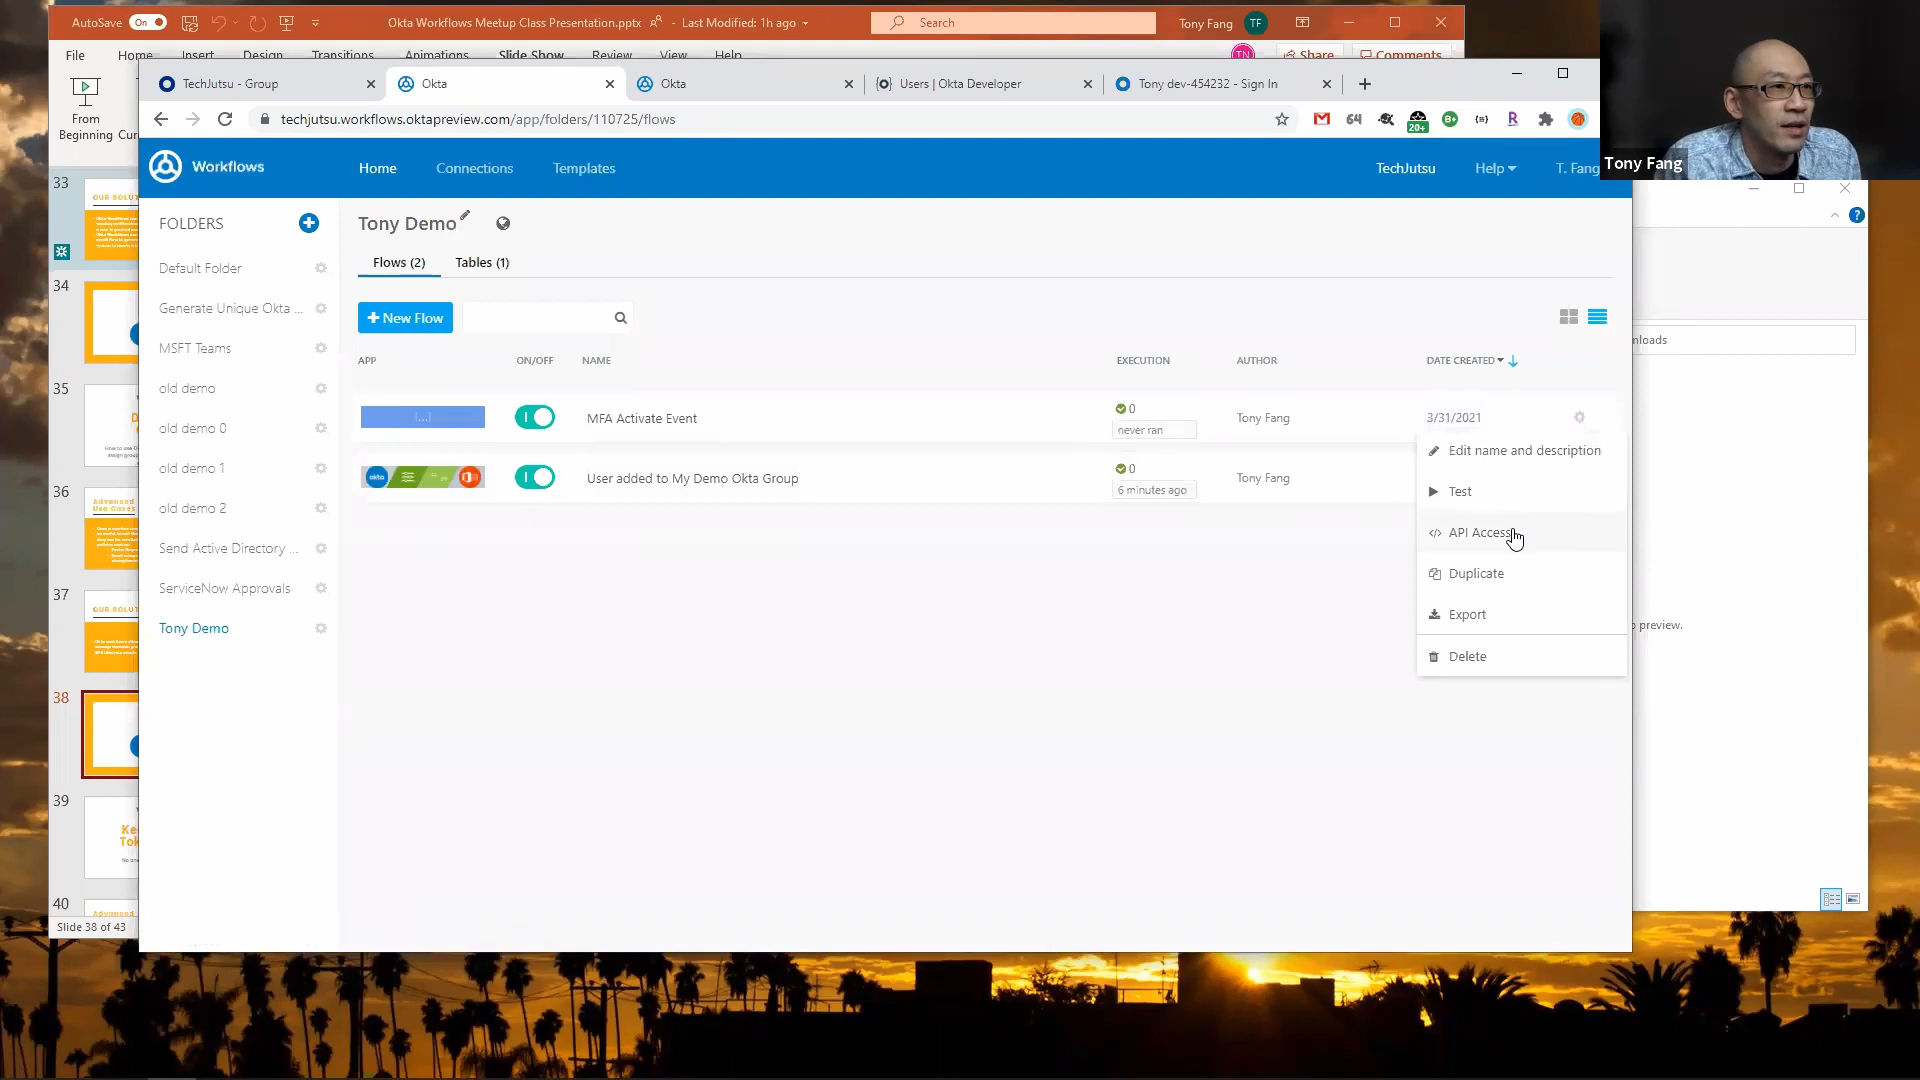 AutoSave On Okta Workflows Meetup Class Presentation.pptx - Last Modified: 1h ago Search Tony Fang TF
File Home Insert Design Transitions Animations Slide Show Review View Help TN Share Comments
From
Beginning
TechJutsu - Group Okta Okta Users | Okta Developer Tony dev-454232 - Sign In
techjutsu.workflows.oktapreview.com/app/folders/110725/flows
20+
Tony Fang
Workflows Home Connections Templates TechJutsu Help T. Fang
FOLDERS
Default Folder
Generate Unique Okta ...
MSFT Teams
old demo
old demo 0
old demo 1
old demo 2
Send Active Directory ...
ServiceNow Approvals
Tony Demo
Tony Demo
Flows (2) Tables (1)
New Flow
APP ON/OFF NAME EXECUTION AUTHOR DATE CREATED
MFA Activate Event 0 never ran Tony Fang 3/31/2021
User added to My Demo Okta Group 0 6 minutes ago Tony Fang
Edit name and description
Test
API Access
Duplicate
Export
Delete
33
34
35
36
Advanced
Use Cases
37
38
39
40
Slide 38 of 43
nloads
preview.